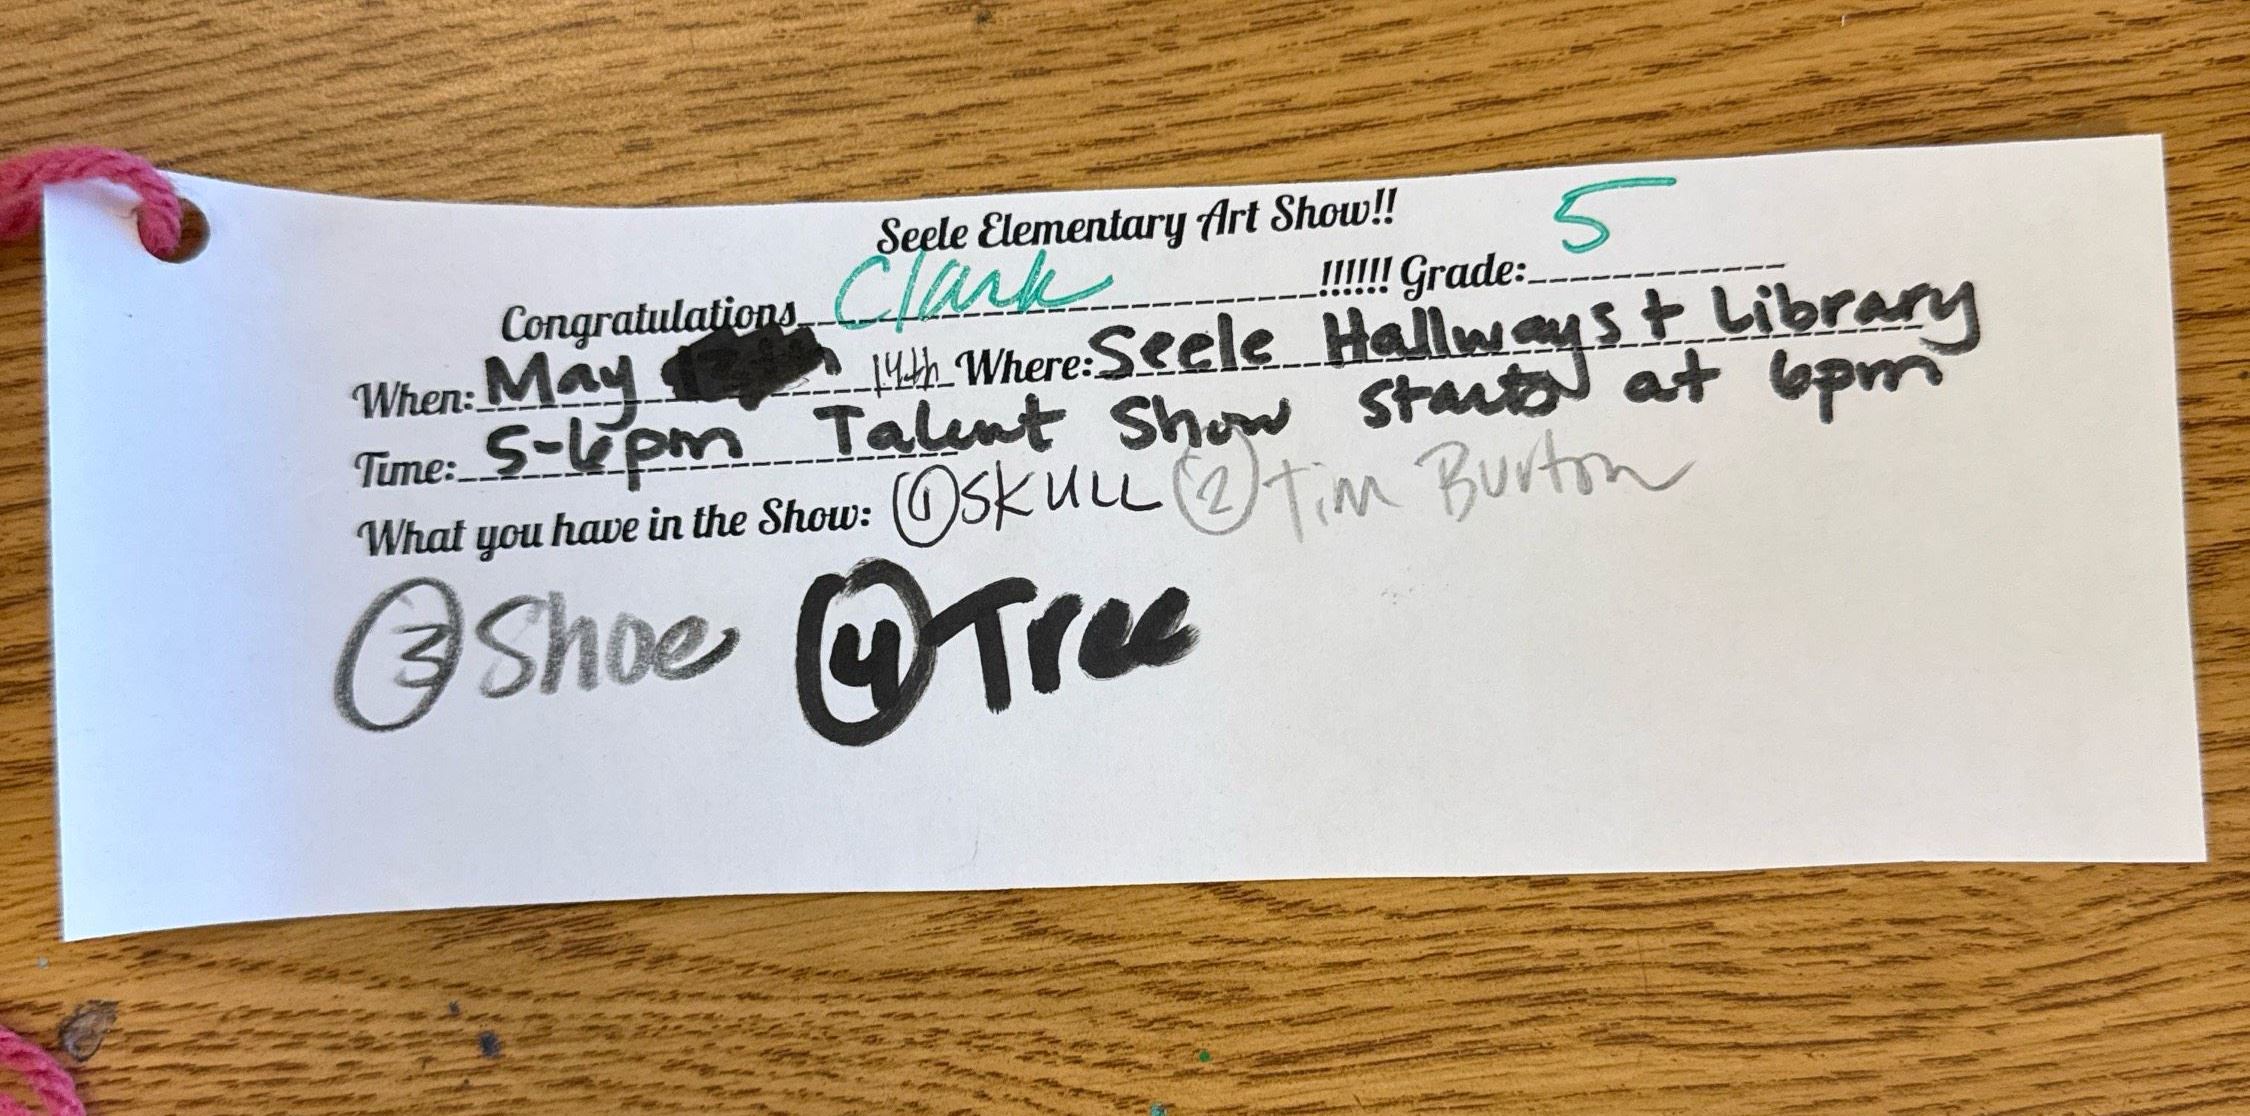 Seele Elementary Art Show!!
Congratulations Clark !!!!!! Grade: 5
When: May 14th Where: Seele Hallways + Library
Time: 5-6pm Talent Show starts at 6pm
What you have in the Show: ① SKULL ② Tim Burton
③ Shoe ④ Tree